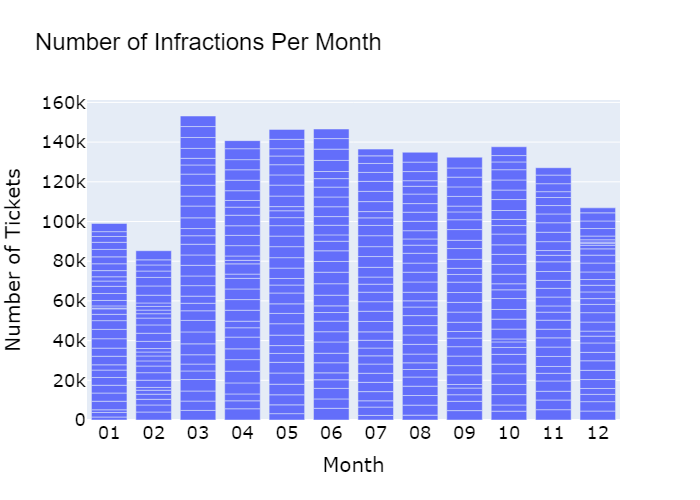 Number of Infractions Per Month
160k
140k
120k
100k
80k
60k
40k
20k
0
Number of Tickets
01 02 03 04 05 06 07 08 09 10 11 12
Month